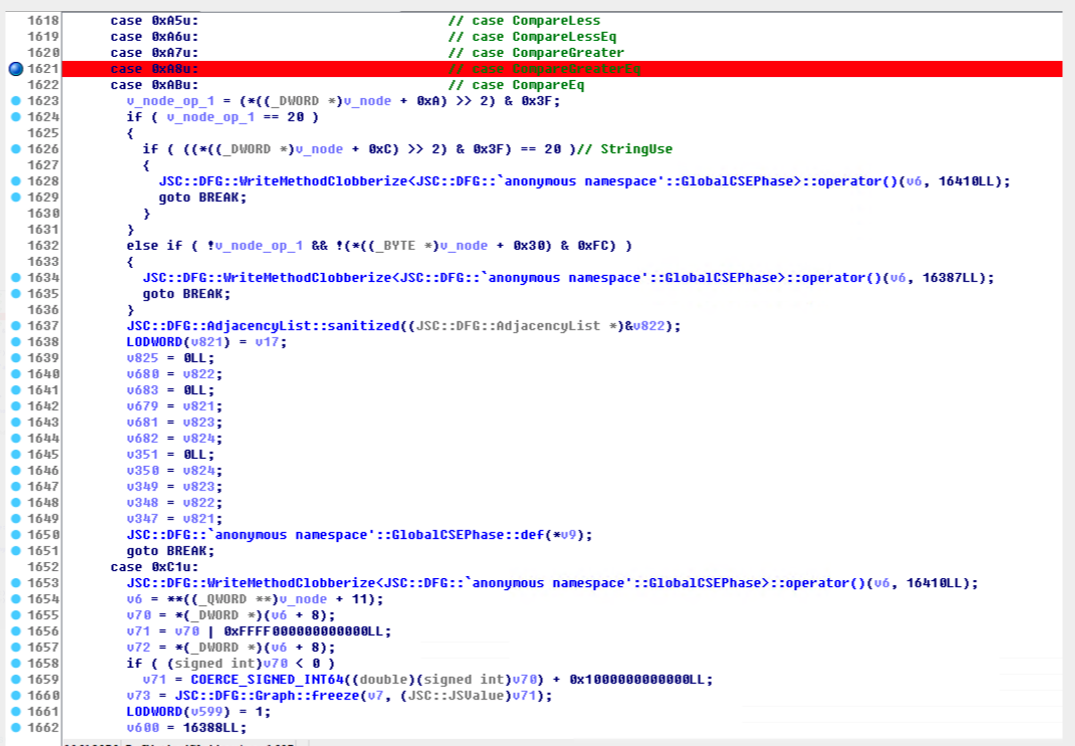 1618 case 0xA5u: // case CompareLess
1619 case 0xA6u: // case CompareLessEq
1620 case 0xA7u: // case CompareGreater
1621 case 0xA8u: // case CompareGreaterEq
1622 case 0xABu: // case CompareEq
1623 v_node_op_1 = (*((_DWORD *)v_node + 0xA) >> 2) & 0x3F;
1624 if ( v_node_op_1 == 20 )
1625 {
1626 if ( ((*((_DWORD *)v_node + 0xC) >> 2) & 0x3F) == 20 )// StringUse
1627 {
1628 JSC::DFG::WriteMethodClobberize<JSC::DFG::`anonymous namespace'::GlobalCSEPhase>::operator()(v6, 16410LL);
1629 goto BREAK;
1630 }
1631 }
1632 else if ( !v_node_op_1 && !(*((_BYTE *)v_node + 0x30) & 0xFC) )
1633 {
1634 JSC::DFG::WriteMethodClobberize<JSC::DFG::`anonymous namespace'::GlobalCSEPhase>::operator()(v6, 16387LL);
1635 goto BREAK;
1636 }
1637 JSC::DFG::AdjacencyList::sanitized((JSC::DFG::AdjacencyList *)&v822);
1638 LODWORD(v821) = v17;
1639 v825 = 0LL;
1640 v680 = v822;
1641 v683 = 0LL;
1642 v679 = v821;
1643 v681 = v823;
1644 v682 = v824;
1645 v351 = 0LL;
1646 v350 = v824;
1647 v349 = v823;
1648 v348 = v822;
1649 v347 = v821;
1650 JSC::DFG::`anonymous namespace'::GlobalCSEPhase::def(*v9);
1651 goto BREAK;
1652 case 0xC1u:
1653 JSC::DFG::WriteMethodClobberize<JSC::DFG::`anonymous namespace'::GlobalCSEPhase>::operator()(v6, 16410LL);
1654 v6 = **((_QWORD **)v_node + 11);
1655 v70 = *(_DWORD *)(v6 + 8);
1656 v71 = v70 | 0xFFFF000000000000LL;
1657 v72 = *(_DWORD *)(v6 + 8);
1658 if ( (signed int)v70 < 0 )
1659 v71 = COERCE_SIGNED_INT64((double)(signed int)v70) + 0x1000000000000LL;
1660 v73 = JSC::DFG::Graph::freeze(v7, (JSC::JSValue)v71);
1661 LODWORD(v599) = 1;
1662 v600 = 16388LL;